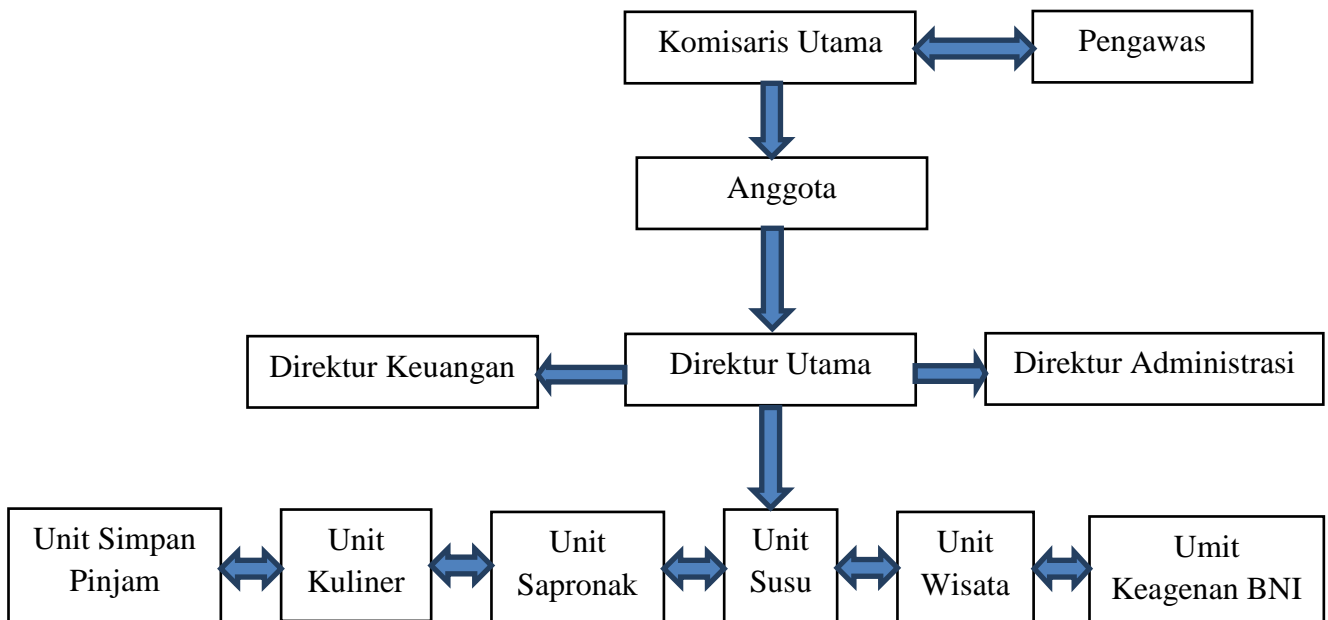 Komisaris Utama
Pengawas
Anggota
Direktur Keuangan
Direktur Utama
Direktur Administrasi
Unit Simpan
Pinjam
Unit
Kuliner
Unit
Sapronak
Unit
Susu
Unit
Wisata
Umit
Keagenan BNI